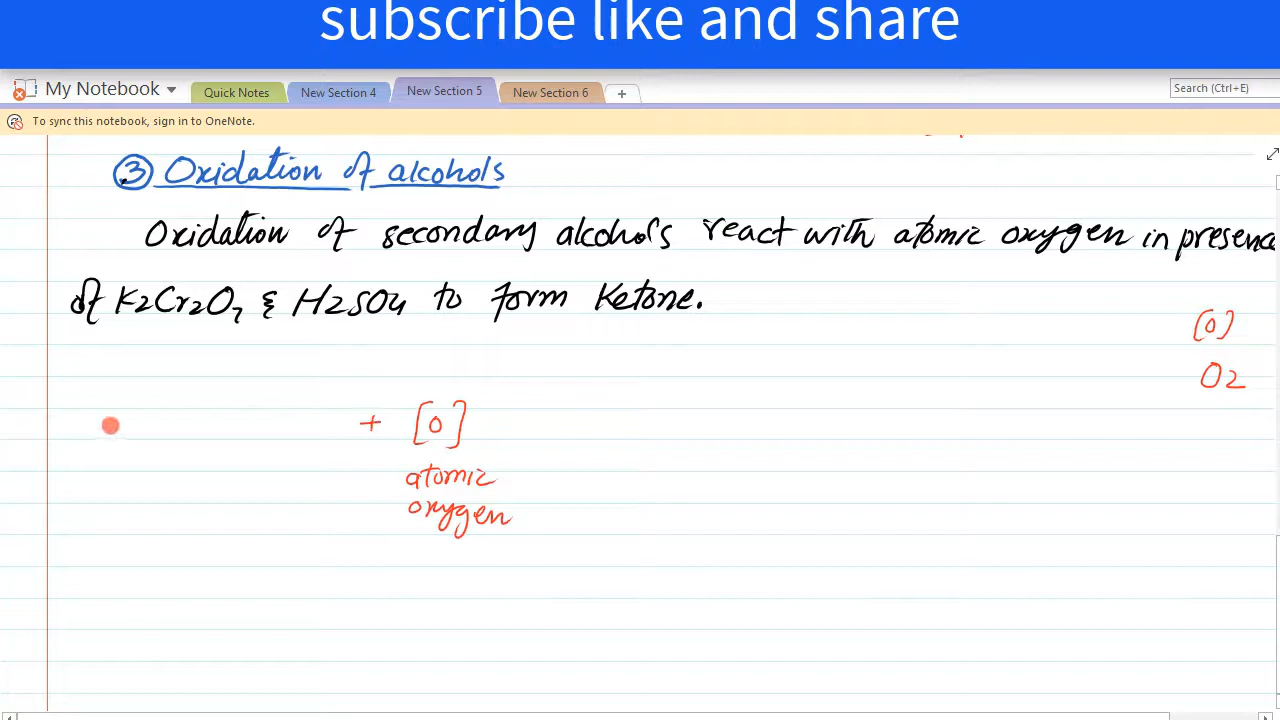 subscribe like and share
My Notebook
Quick Notes
New Section 4
New Section 5
New Section 6
+
Search (Ctrl+E)
To sync this notebook, sign in to OneNote.
③ Oxidation of alcohols
Oxidation of secondary alcohols react with atomic oxygen in presence
of K2Cr2O7 & H2SO4 to form Ketone.
[O]
O2
+ [O]
atomic
oxygen